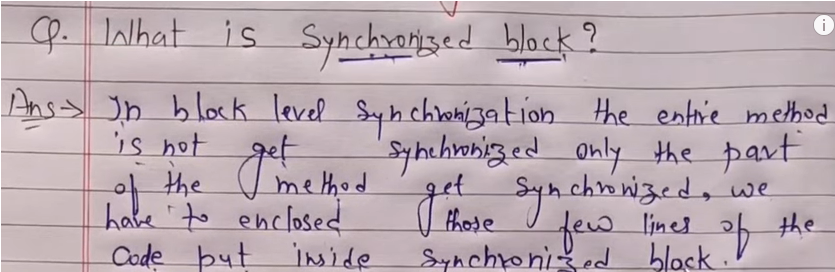 Q. What is Synchronized block?
Ans→ In block level Synchronization the entire method
is not get synchronized only the part
of the method get synchronized, we
have to enclosed those few lines of the
Code put inside synchronized block.